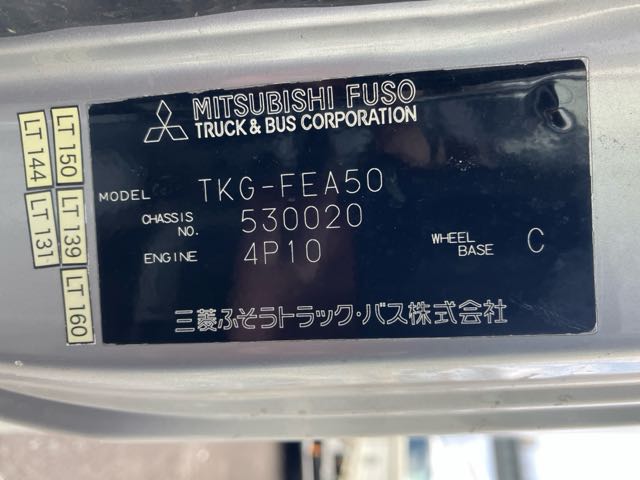 MITSUBISHI FUSO
TRUCK & BUS CORPORATION
MODEL TKG-FEA50
CHASSIS NO. 530020
ENGINE 4P10
WHEEL BASE C
三菱ふそうトラック・バス株式会社
LT 144
LT 150
LT 131
LT 139
LT 160